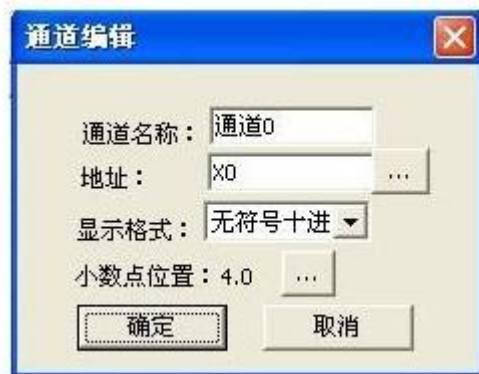 通道编辑
通道名称：通道0
地址：X0 ...
显示格式：无符号十进
小数点位置：4.0 ...
确定 取消